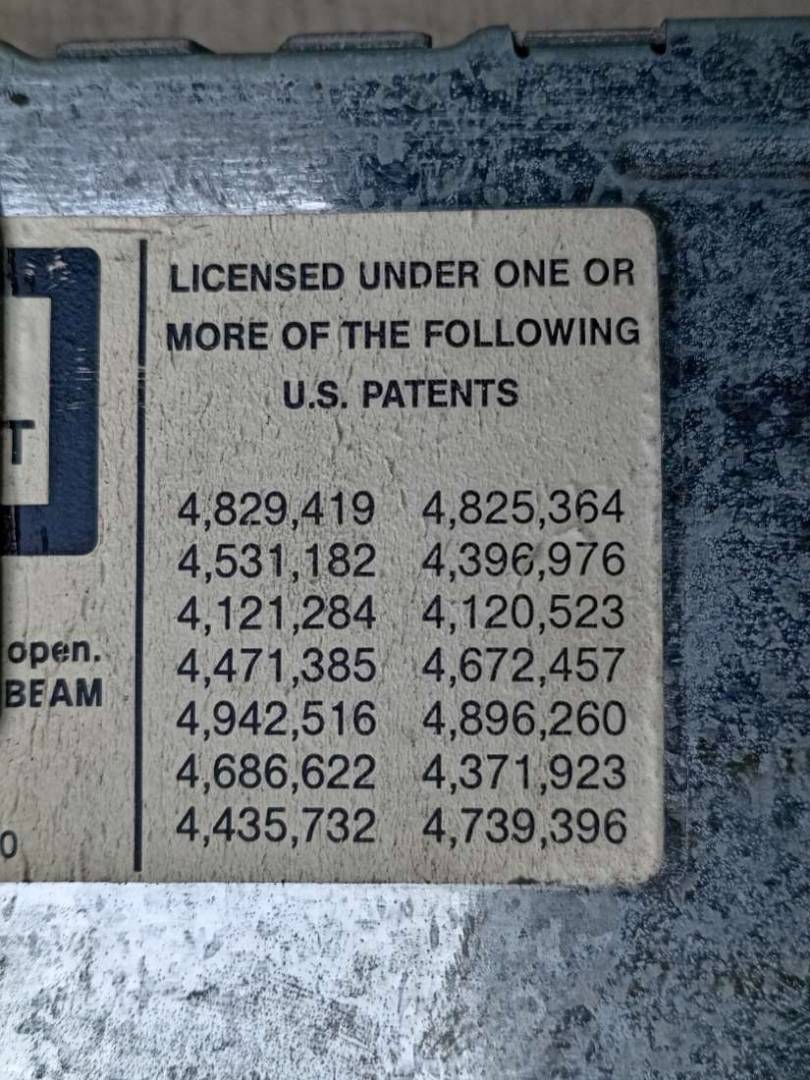 LICENSED UNDER ONE OR
MORE OF THE FOLLOWING
U.S. PATENTS
4,829,419 4,825,364
4,531,182 4,396,976
4,121,284 4,120,523
4,471,385 4,672,457
4,942,516 4,896,260
4,686,622 4,371,923
4,435,732 4,739,396
T
open.
BEAM
0